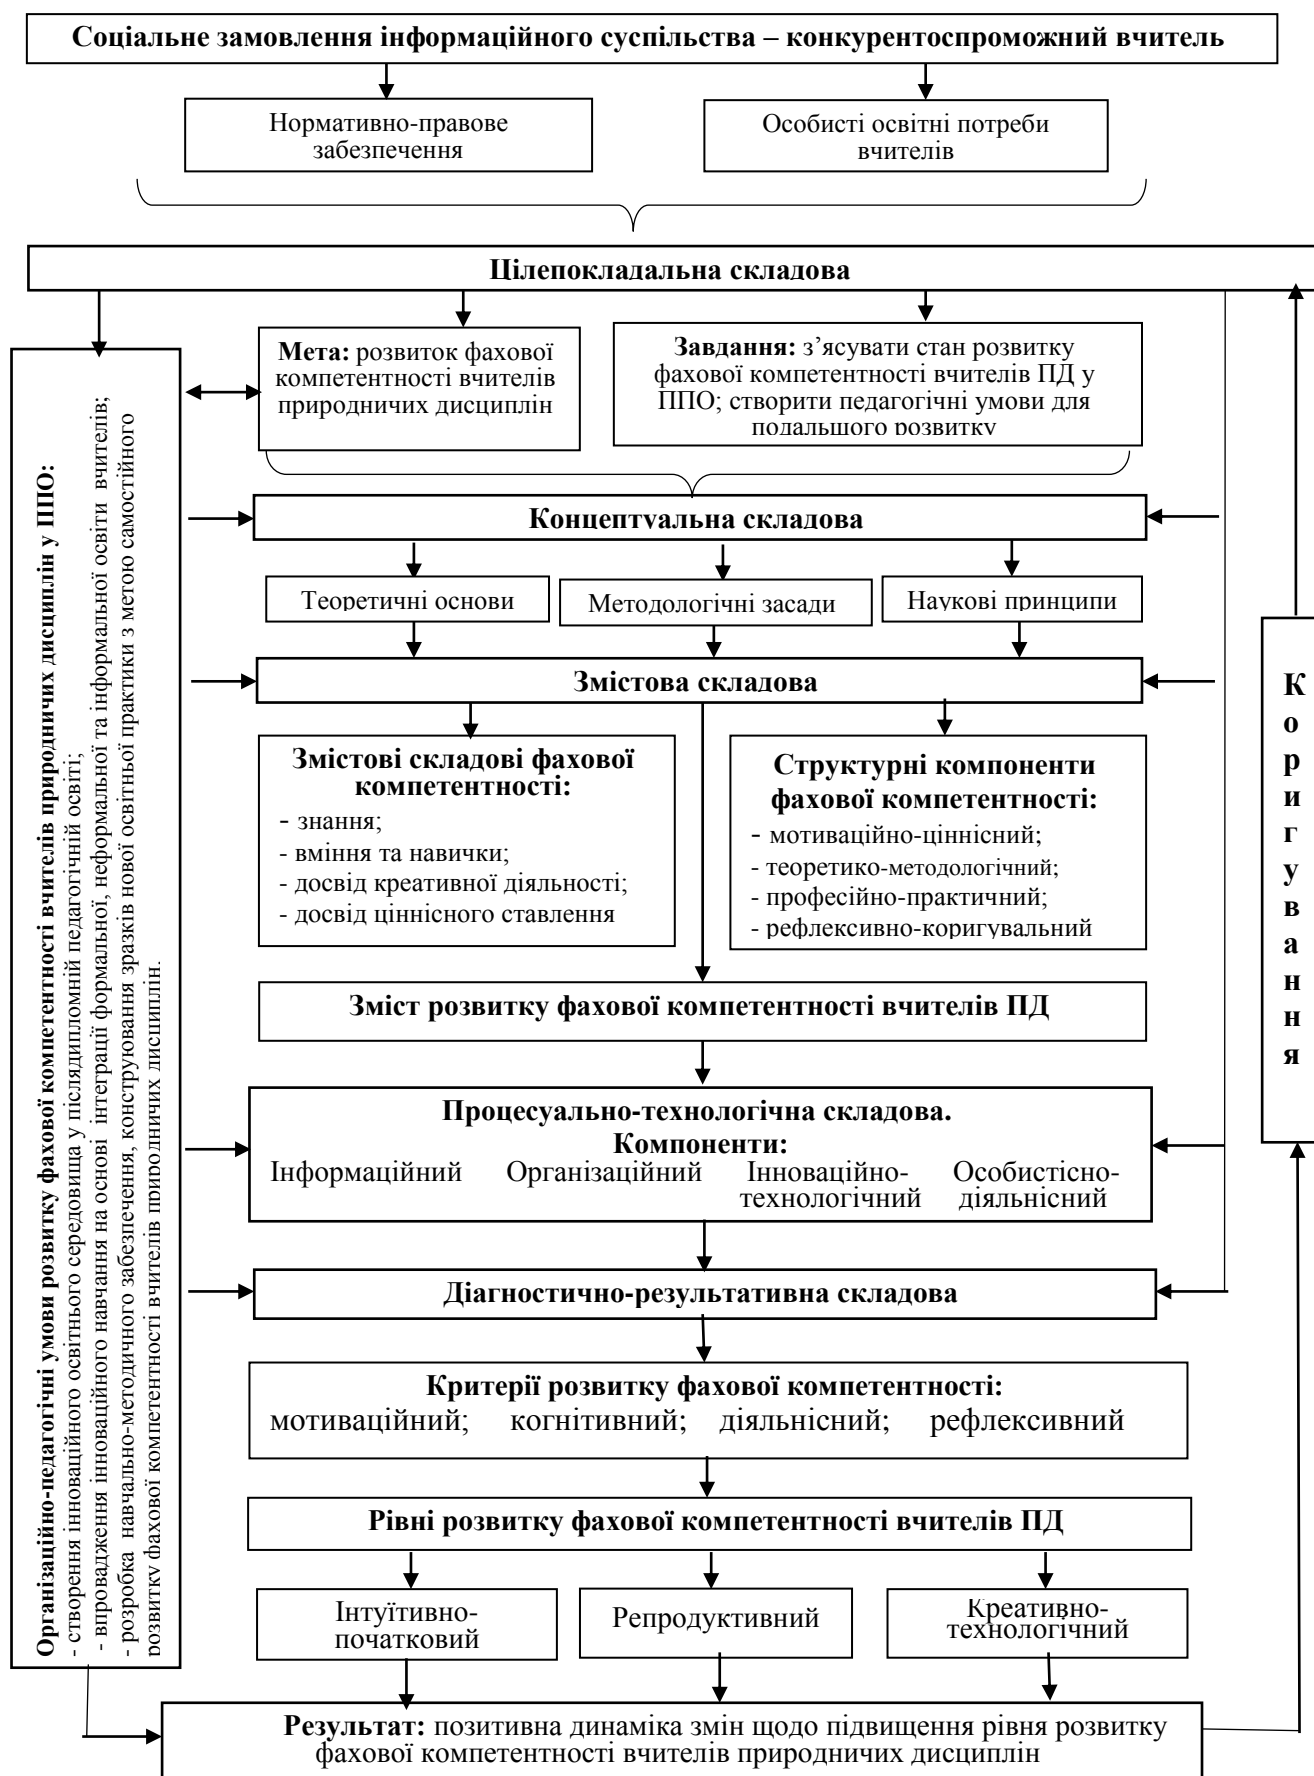 Соціальне замовлення інформаційного суспільства – конкурентоспроможний вчитель
Нормативно-правове
забезпечення
Особисті освітні потреби
вчителів
Цілепокладальна складова
Мета: розвиток фахової
компетентності вчителів
природничих дисциплін
Завдання: з’ясувати стан розвитку
фахової компетентності вчителів ПД у
ППО; створити педагогічні умови для
подальшого розвитку
Організаційно-педагогічні умови розвитку фахової компетентності вчителів природничих дисциплін у ППО:
- створення інноваційного освітнього середовища у післядипломній педагогічній освіті;
- впровадження інноваційного навчання на основі інтеграції формальної, неформальної та інформальної освіти вчителів;
- розробка навчально-методичного забезпечення, конструювання зразків нової освітньої практики з метою самостійного
розвитку фахової компетентності вчителів природничих дисциплін.
Концептуальна складова
Теоретичні основи
Методологічні засади
Наукові принципи
Змістова складова
Змістові складові фахової
компетентності:
- знання;
- вміння та навички;
- досвід креативної діяльності;
- досвід ціннісного ставлення
Структурні компоненти
фахової компетентності:
- мотиваційно-ціннісний;
- теоретико-методологічний;
- професійно-практичний;
- рефлексивно-коригувальний
Коригування
Зміст розвитку фахової компетентності вчителів ПД
Процесуально-технологічна складова.
Компоненти:
Інформаційний Організаційний Інноваційно- Особистісно-
технологічний діяльнісний
Діагностично-результативна складова
Критерії розвитку фахової компетентності:
мотиваційний; когнітивний; діяльнісний; рефлексивний
Рівні розвитку фахової компетентності вчителів ПД
Інтуїтивно-
початковий
Репродуктивний
Креативно-
технологічний
Результат: позитивна динаміка змін щодо підвищення рівня розвитку
фахової компетентності вчителів природничих дисциплін